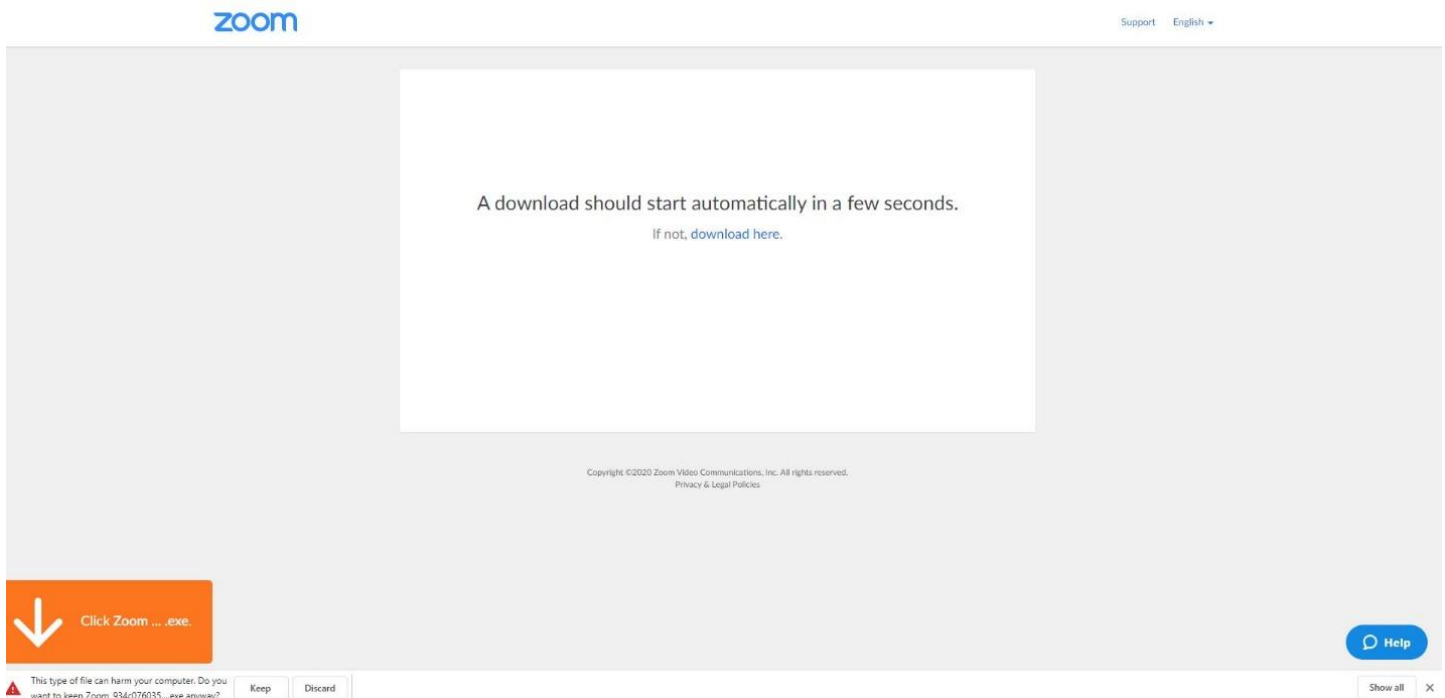 zoom
Support English
A download should start automatically in a few seconds.
If not, download here.
Copyright ©2020 Zoom Video Communications, Inc. All rights reserved.
Privacy & Legal Policies
Click Zoom ... .exe.
Help
This type of file can harm your computer. Do you
want to keep Zoom_934c076035....exe anyway?
Keep Discard
Show all